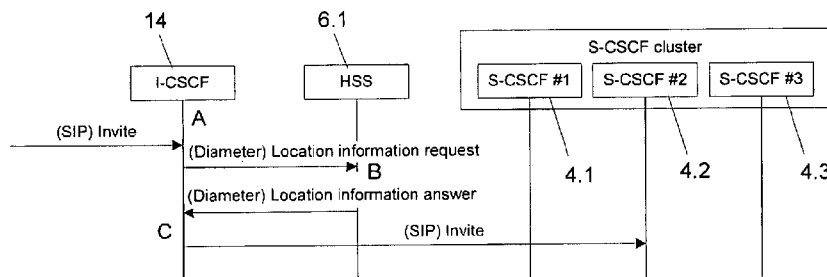 14
6.1
S-CSCF cluster
I-CSCF
HSS
S-CSCF #1
S-CSCF #2
S-CSCF #3
A
(SIP) Invite
(Diameter) Location information request
B
4.1
4.2
4.3
(Diameter) Location information answer
C
(SIP) Invite